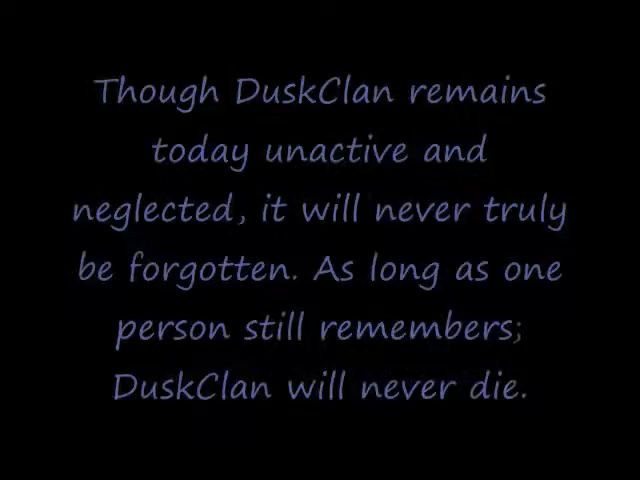 Though DuskClan remains
today unactive and
neglected, it will never truly
be forgotten. As long as one
person still remembers;
DuskClan will never die.